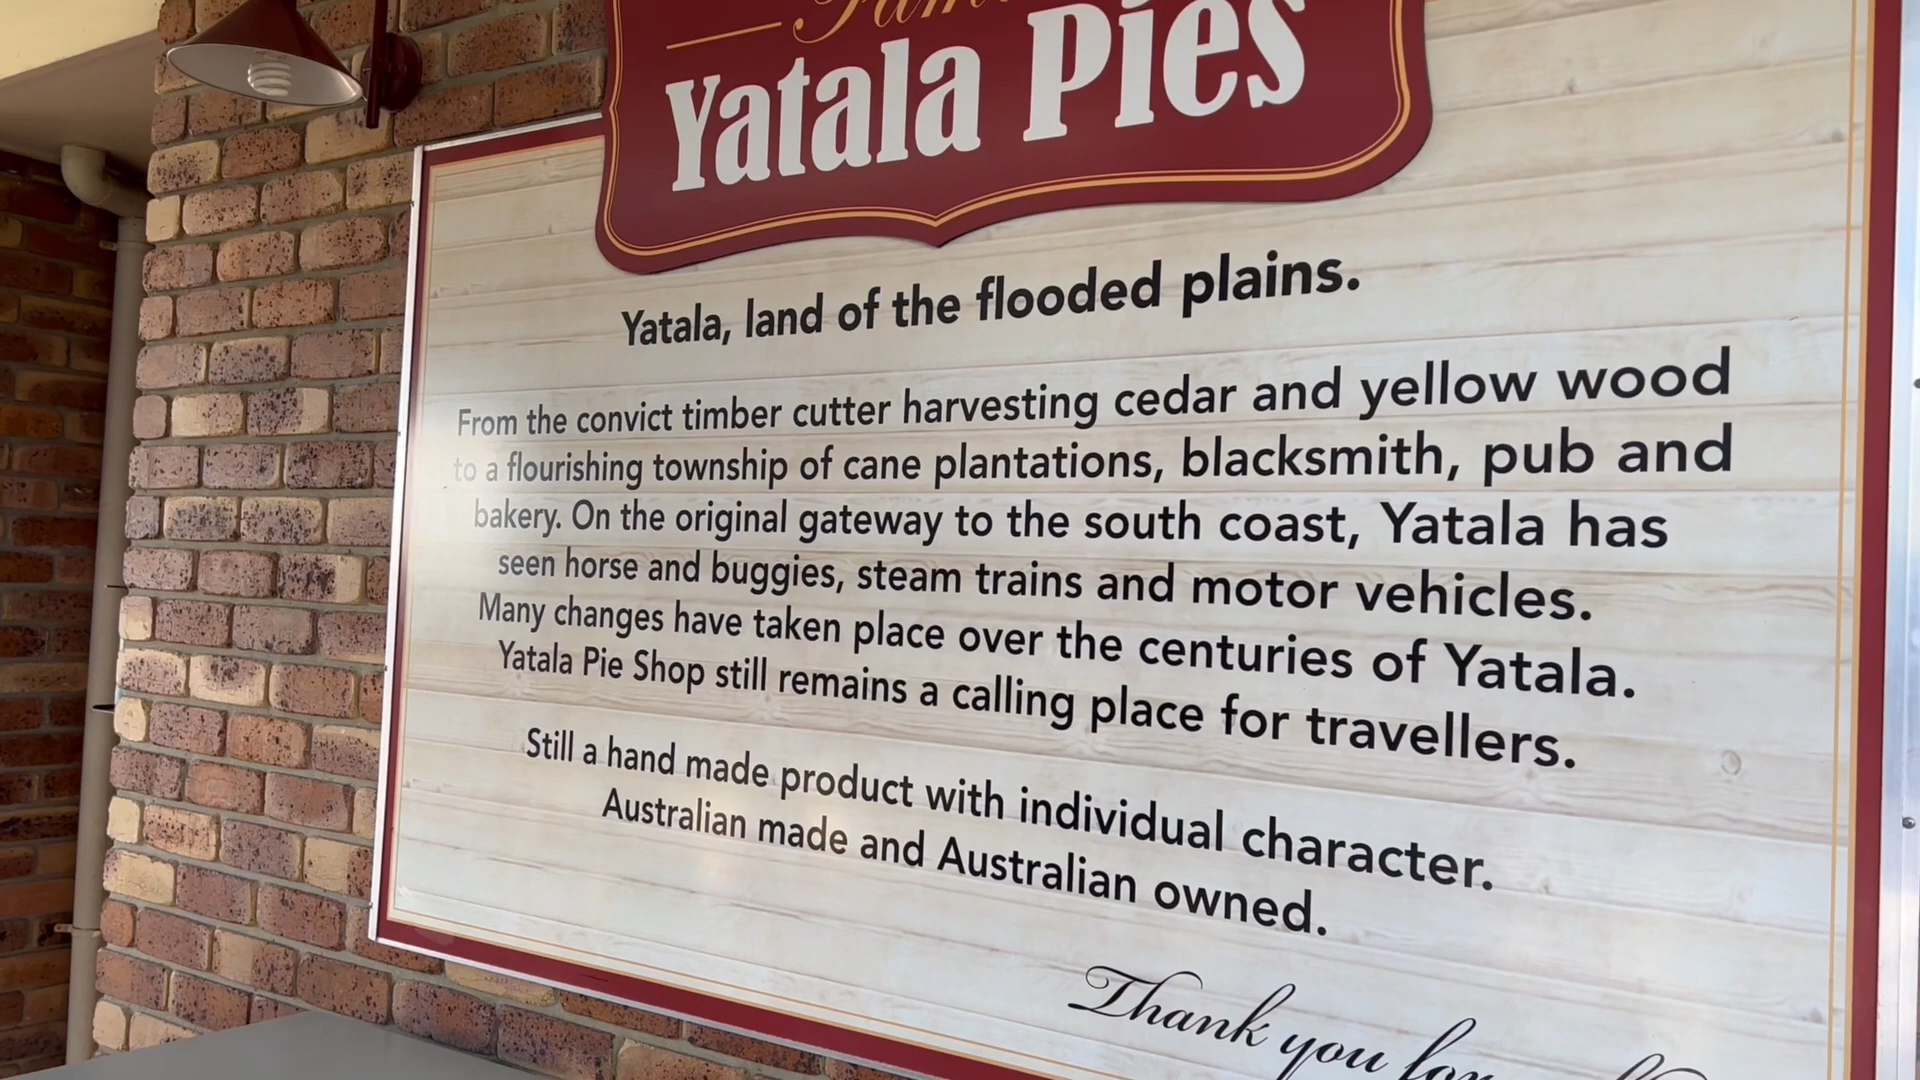 Yatala Pies
Yatala, land of the flooded plains.
From the convict timber cutter harvesting cedar and yellow wood
to a flourishing township of cane plantations, blacksmith, pub and
bakery. On the original gateway to the south coast, Yatala has
seen horse and buggies, steam trains and motor vehicles.
Many changes have taken place over the centuries of Yatala.
Yatala Pie Shop still remains a calling place for travellers.
Still a hand made product with individual character.
Australian made and Australian owned.
Thank you for